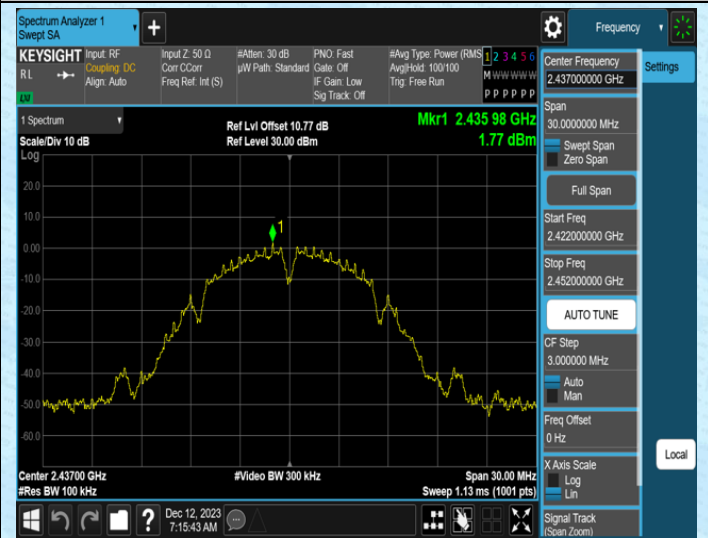 Spectrum Analyzer 1
Swept SA
Frequency
KEYSIGHT
RL
LXI
Input: RF
Coupling: DC
Align: Auto
Input Z: 50 Ω
Corr CCorr
Freq Ref: Int (S)
#Atten: 30 dB
µW Path: Standard
PNO: Fast
Gate: Off
IF Gain: Low
Sig Track: Off
#Avg Type: Power (RMS
Avg|Hold: 100/100
Trig: Free Run
1 2 3 4 5 6
M W W W W W
P P P P P P
Center Frequency
2.437000000 GHz
Settings
Span
30.0000000 MHz
Swept Span
Zero Span
Full Span
Start Freq
2.422000000 GHz
Stop Freq
2.452000000 GHz
AUTO TUNE
CF Step
3.000000 MHz
Auto
Man
Freq Offset
0 Hz
X Axis Scale
Log
Lin
Signal Track
(Span Zoom)
Local
1 Spectrum
Scale/Div 10 dB
Log
Ref Lvl Offset 10.77 dB
Ref Level 30.00 dBm
Mkr1 2.435 98 GHz
1.77 dBm
1
20.0
10.0
0.00
-10.0
-20.0
-30.0
-40.0
-50.0
-60.0
Center 2.43700 GHz
#Res BW 100 kHz
#Video BW 300 kHz
Span 30.00 MHz
Sweep 1.13 ms (1001 pts)
?
Dec 12, 2023
7:15:43 AM